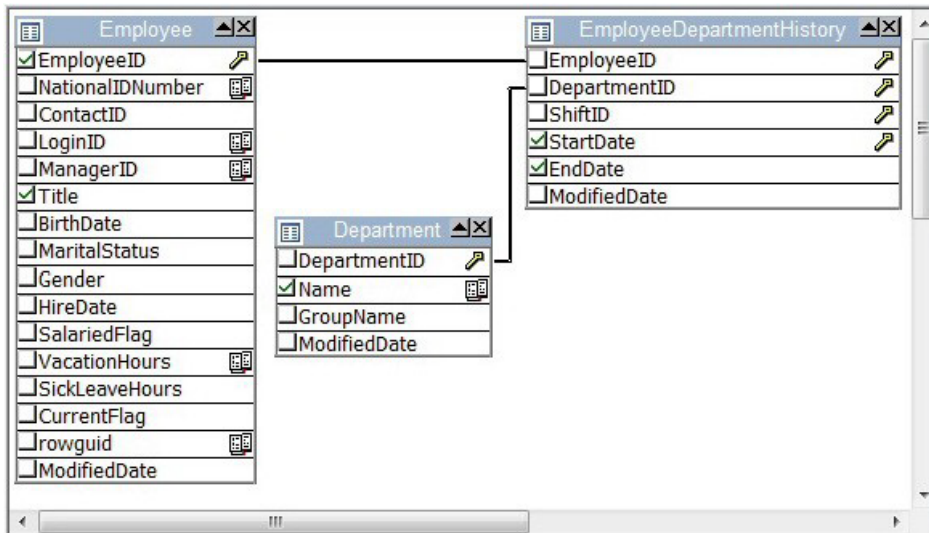 Employee
EmployeeID
NationalIDNumber
ContactID
LoginID
ManagerID
Title
BirthDate
MaritalStatus
Gender
HireDate
SalariedFlag
VacationHours
SickLeaveHours
CurrentFlag
rowguid
ModifiedDate
EmployeeDepartmentHistory
EmployeeID
DepartmentID
ShiftID
StartDate
EndDate
ModifiedDate
Department
DepartmentID
Name
GroupName
ModifiedDate